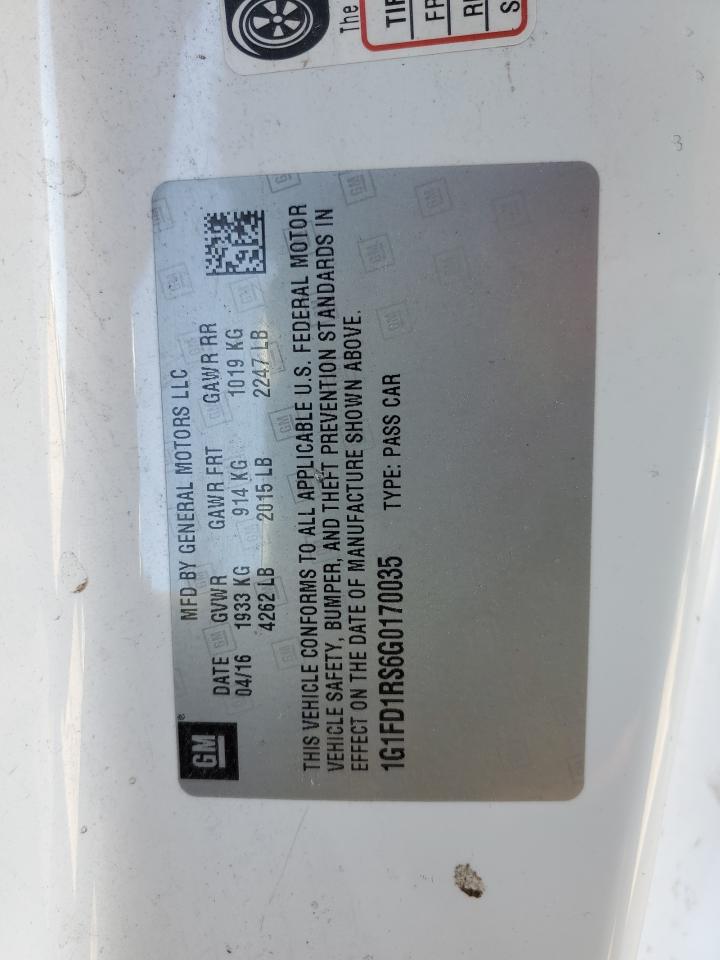 The
TIR
FR
S
GM
MFD BY GENERAL MOTORS LLC
DATE GVWR GAWR FRT GAWR RR
04/16 1933 KG 914 KG 1019 KG
4262 LB 2015 LB 2247 LB
THIS VEHICLE CONFORMS TO ALL APPLICABLE U.S. FEDERAL MOTOR
VEHICLE SAFETY, BUMPER, AND THEFT PREVENTION STANDARDS IN
EFFECT ON THE DATE OF MANUFACTURE SHOWN ABOVE.
1G1FD1RS6G0170035 TYPE: PASS CAR